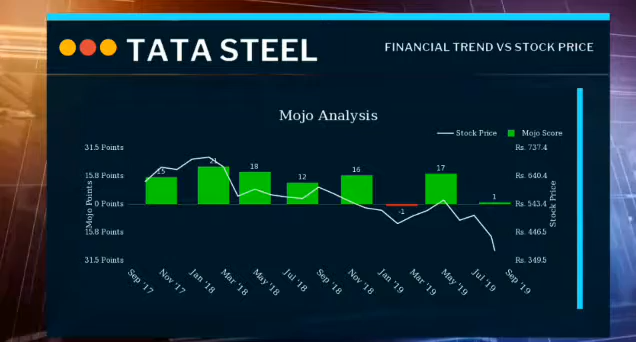 TATA STEEL
FINANCIAL TREND VS STOCK PRICE
Mojo Analysis
Stock Price Mojo Score
31.5 Points Rs. 737.4
15.8 Points Rs. 640.4
0 Points Rs. 543.4
15.8 Points Rs. 446.5
31.5 Points Rs. 349.5
Mojo Points
Stock Price
15 21 18 12 16 -1 17 1
Sep '17 Nov '17 Jan '18 Mar '18 May '18 Jul '18 Sep '18 Nov '18 Jan '19 Mar '19 May '19 Jul '19 Sep '19